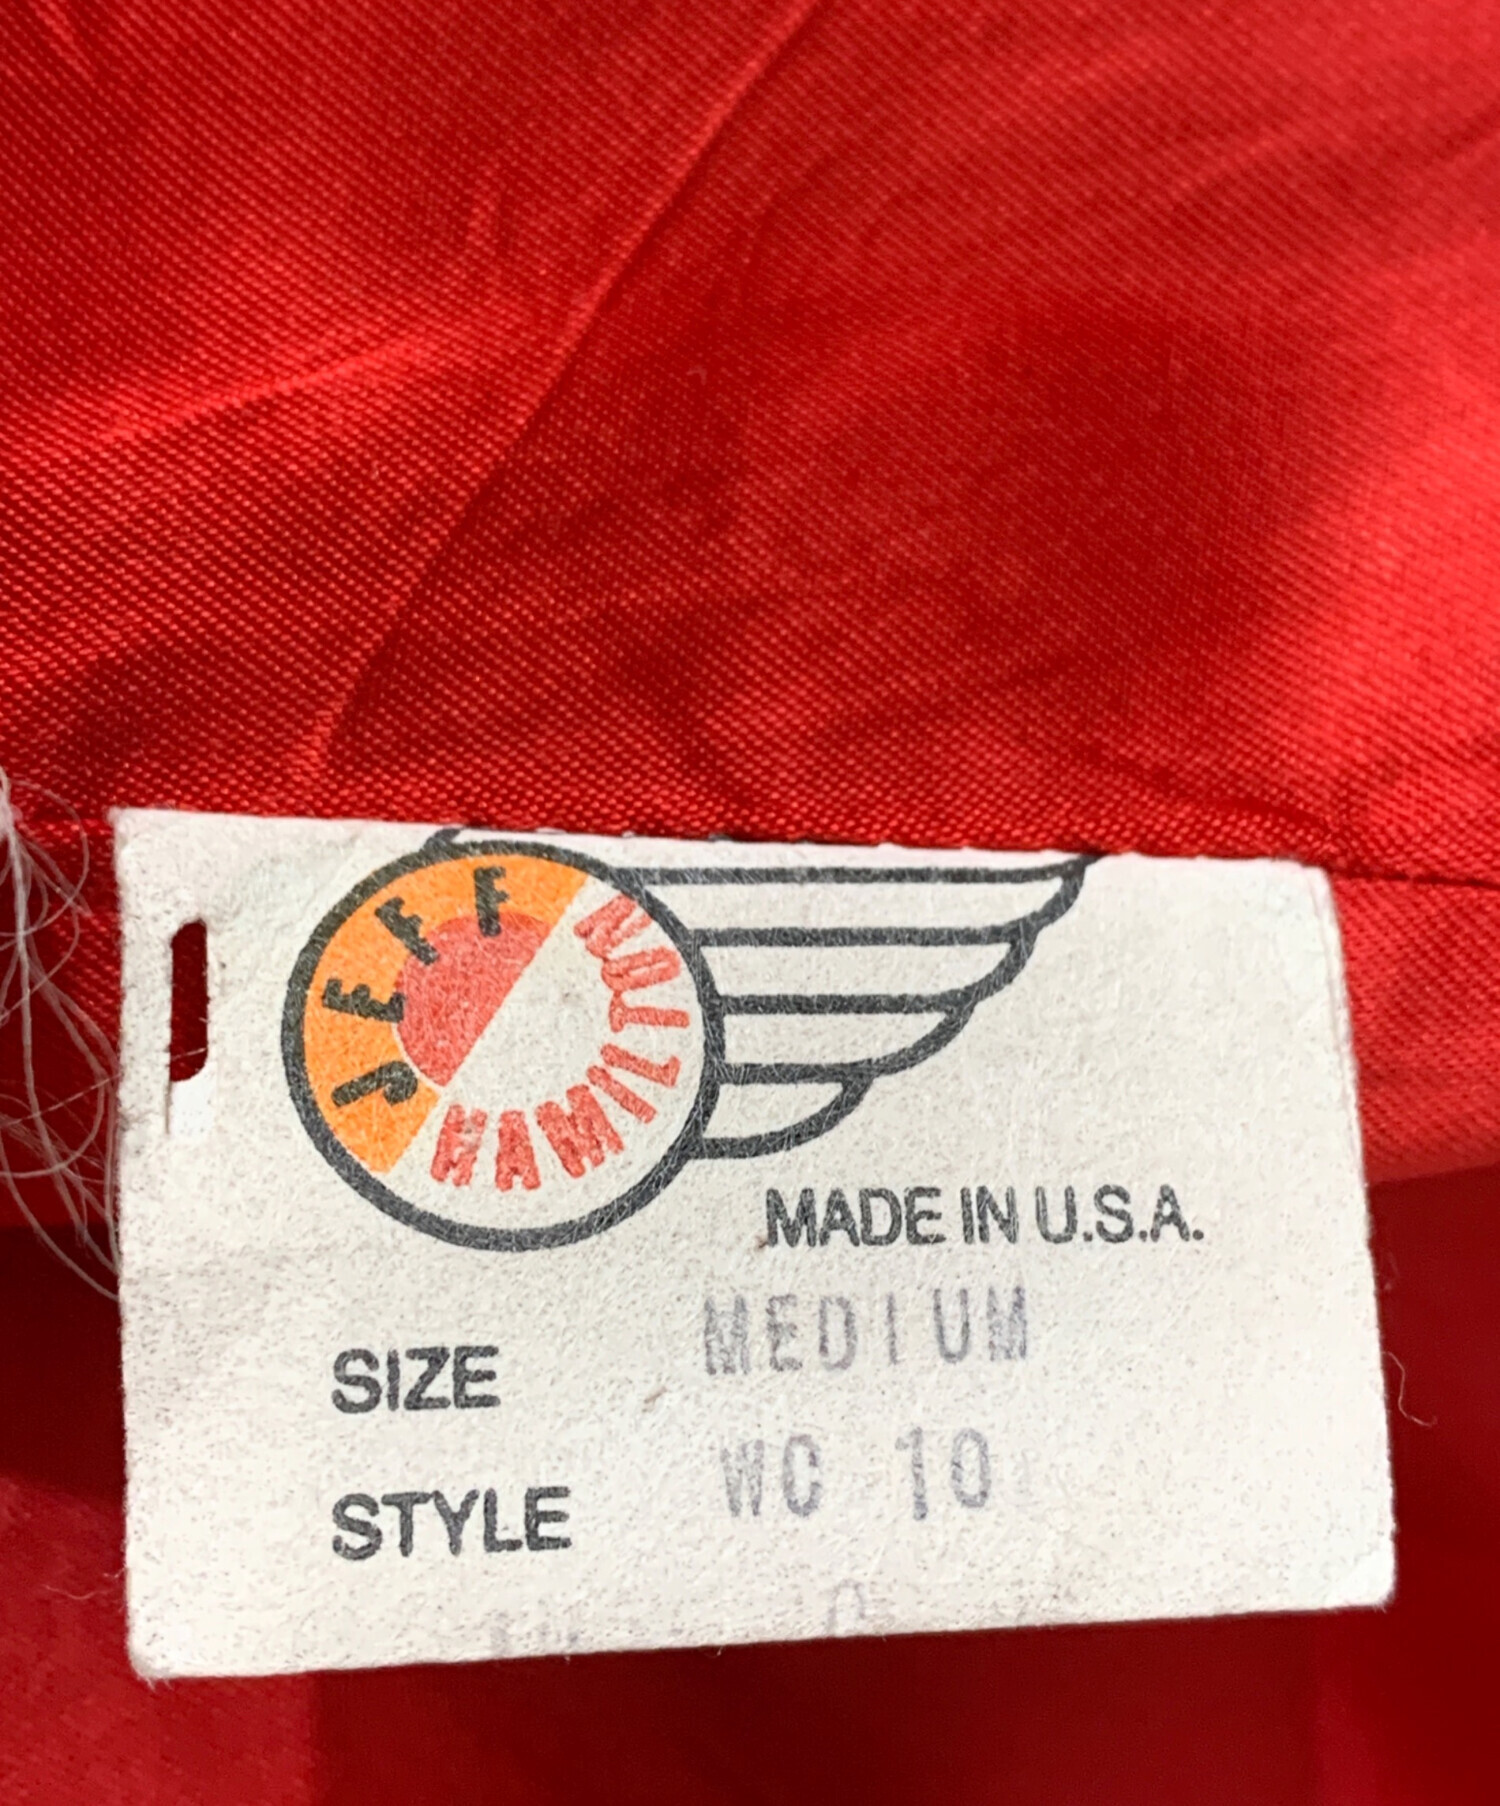 JEFF
HAMILTON
MADE IN U.S.A.
SIZE MEDIUM
STYLE WC 10